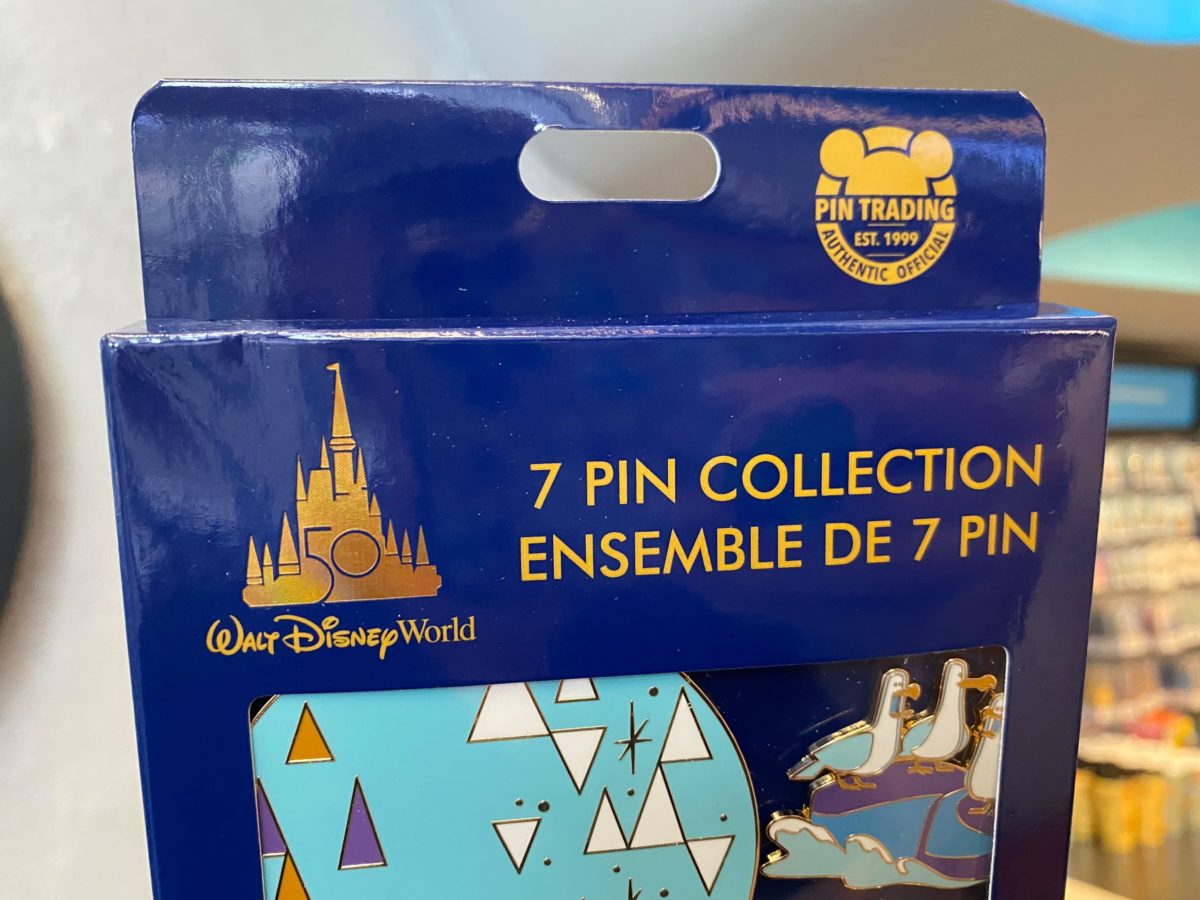 PIN TRADING
EST. 1999
AUTHENTIC OFFICIAL
7 PIN COLLECTION
ENSEMBLE DE 7 PIN
50
WALT DISNEY World